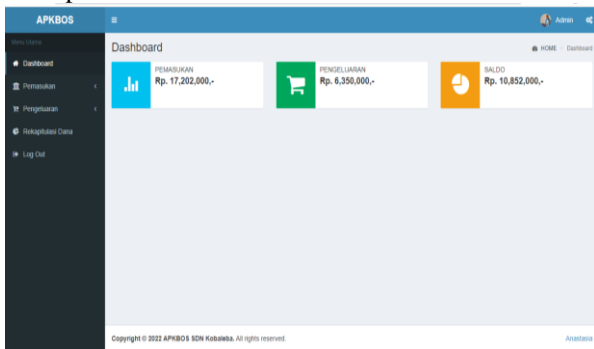 APKBOS
Admin
Menu Utama
Dashboard
HOME > Dashboard
Dashboard
Pemasukan
Pengeluaran
Rekapitulasi Dana
Log Out
PEMASUKAN
Rp. 17,202,000,-
PENGELUARAN
Rp. 6,350,000,-
SALDO
Rp. 10,852,000,-
Copyright © 2022 APKBOS SDN Kobaleba. All rights reserved.
Anastasia